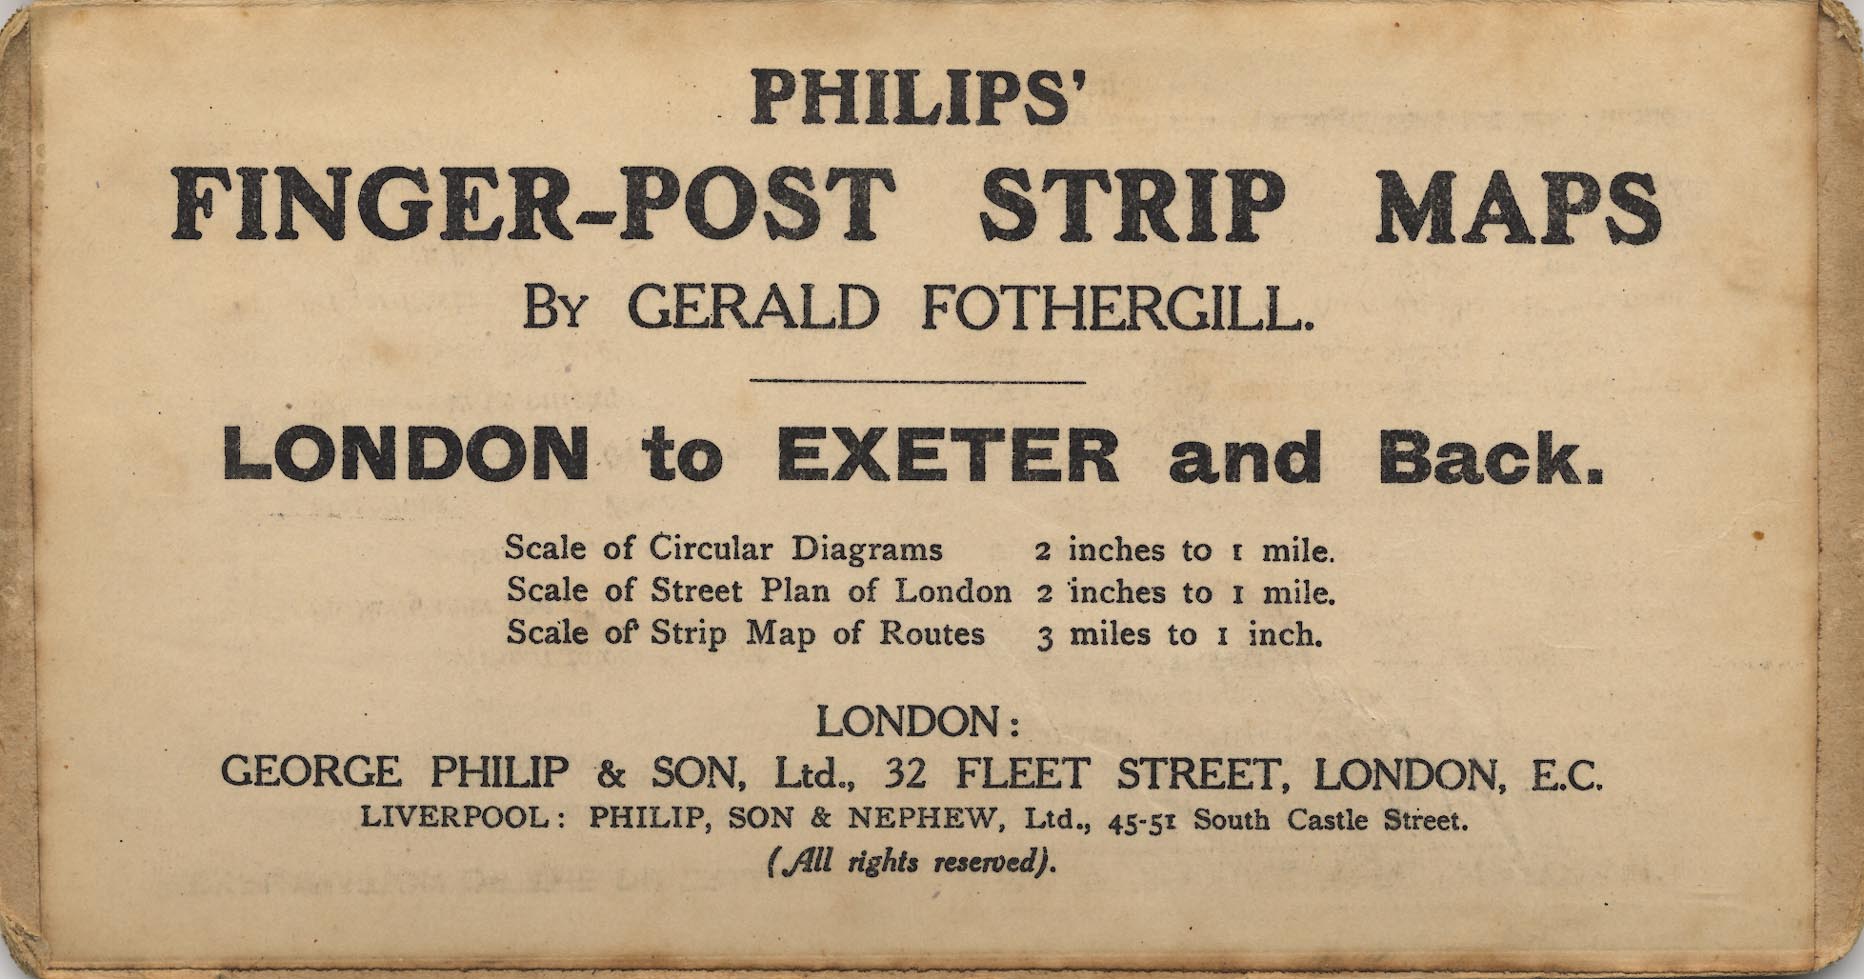 PHILIPS'
FINGER-POST STRIP MAPS
By GERALD FOTHERGILL.
LONDON to EXETER and Back.
Scale of Circular Diagrams 2 inches to 1 mile.
Scale of Street Plan of London 2 inches to 1 mile.
Scale of Strip Map of Routes 3 miles to 1 inch.
LONDON:
GEORGE PHILIP & SON, Ltd., 32 FLEET STREET, LONDON, E.C.
LIVERPOOL: PHILIP, SON & NEPHEW, Ltd., 45-51 South Castle Street.
(All rights reserved).